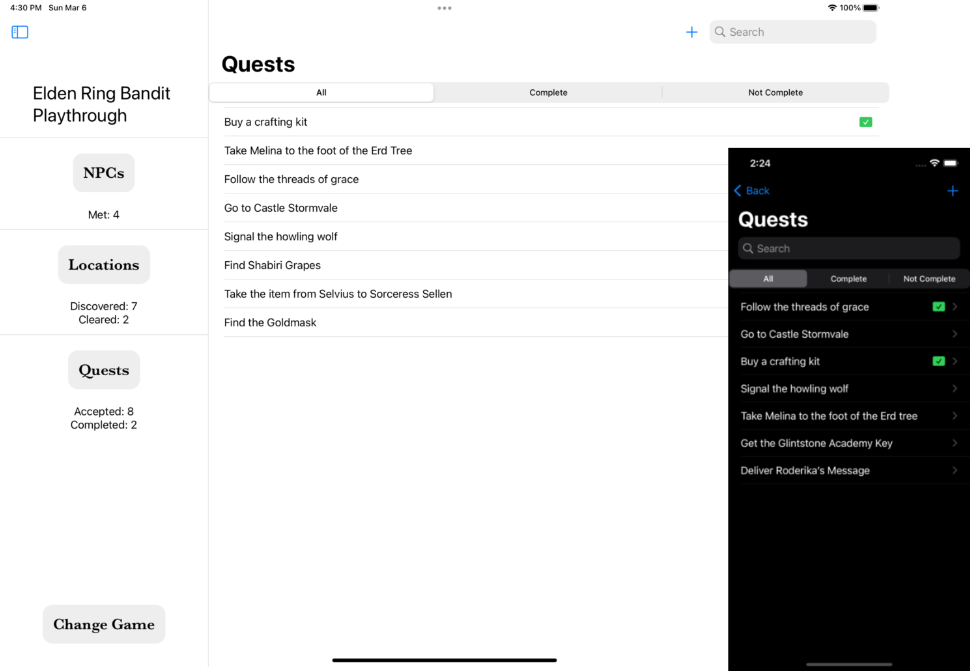 4:30 PM Sun Mar 6
100%
Search
Elden Ring Bandit
Playthrough
NPCs
Met: 4
Locations
Discovered: 7
Cleared: 2
Quests
Accepted: 8
Completed: 2
Change Game
Quests
All
Complete
Not Complete
Buy a crafting kit
Take Melina to the foot of the Erd Tree
Follow the threads of grace
Go to Castle Stormvale
Signal the howling wolf
Find Shabiri Grapes
Take the item from Selvius to Sorceress Sellen
Find the Goldmask
2:24
Back
Quests
Search
All
Complete
Not Complete
Follow the threads of grace
Go to Castle Stormvale
Buy a crafting kit
Signal the howling wolf
Take Melina to the foot of the Erd tree
Get the Glintstone Academy Key
Deliver Roderika's Message